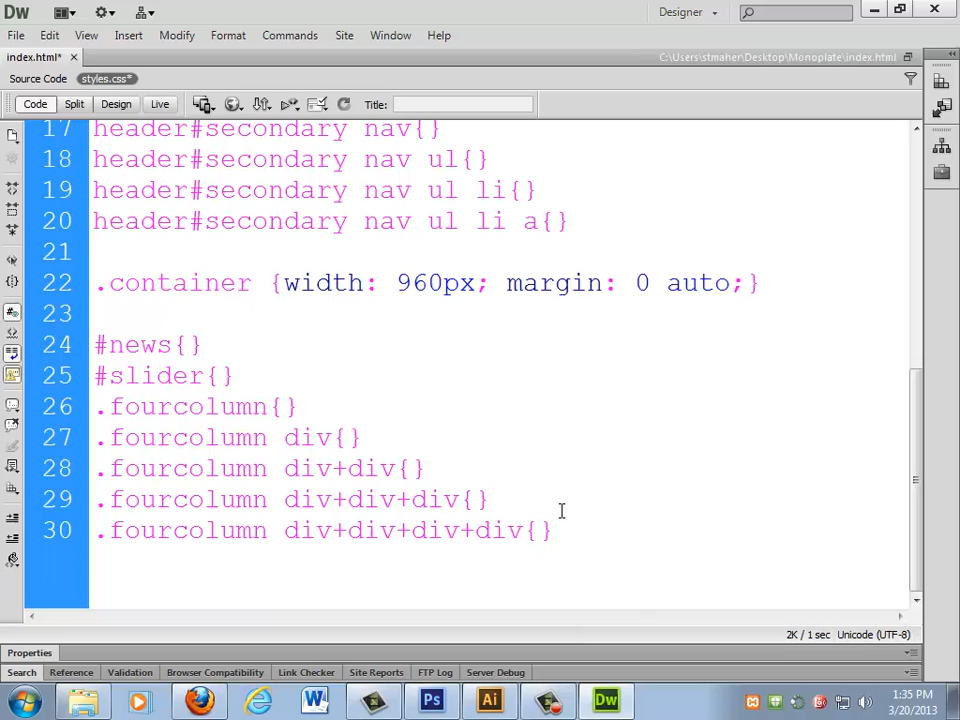 Dw
Designer
File Edit View Insert Modify Format Commands Site Window Help
index.html* C:\Users\stmaher\Desktop\Monoplate\index.html
Source Code styles.css*
Code Split Design Live Title:
17 header#secondary nav{}
18 header#secondary nav ul{}
19 header#secondary nav ul li{}
20 header#secondary nav ul li a{}
21
22 .container {width: 960px; margin: 0 auto;}
23
24 #news{}
25 #slider{}
26 .fourcolumn{}
27 .fourcolumn div{}
28 .fourcolumn div+div{}
29 .fourcolumn div+div+div{}
30 .fourcolumn div+div+div+div{}
2K / 1 sec Unicode (UTF-8)
Properties
Search Reference Validation Browser Compatibility Link Checker Site Reports FTP Log Server Debug
W Ps Ai Dw
1:35 PM
3/20/2013